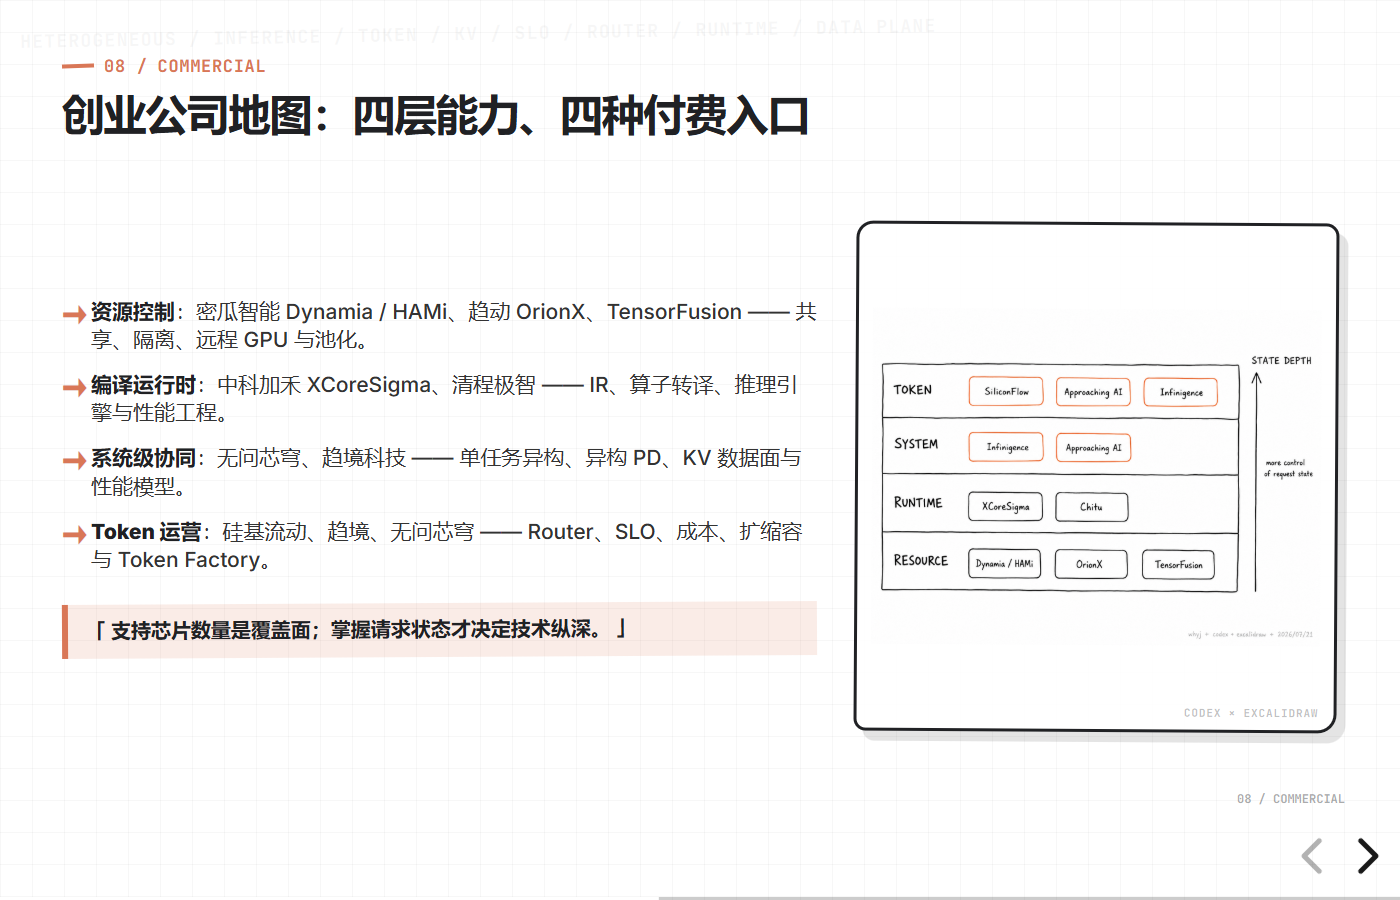 HETEROGENEOUS / INFERENCE / TOKEN / KV / SLO / ROUTER / RUNTIME / DATA PLANE
08 / COMMERCIAL
创业公司地图：四层能力、四种付费入口
资源控制：密瓜智能 Dynamia / HAMi、趋动 OrionX、TensorFusion —— 共
享、隔离、远程 GPU 与池化。
编译运行时：中科加禾 XCoreSigma、清程极智 —— IR、算子转译、推理引
擎与性能工程。
系统级协同：无问芯穹、趋境科技 —— 单任务异构、异构 PD、KV 数据面与
性能模型。
Token 运营：硅基流动、趋境、无问芯穹 —— Router、SLO、成本、扩缩容
与 Token Factory。
「 支持芯片数量是覆盖面；掌握请求状态才决定技术纵深。 」
STATE DEPTH
TOKEN SiliconFlow Approaching AI Infinigence
SYSTEM Infinigence Approaching AI
more control
of request state
RUNTIME XCoreSigma Chitu
RESOURCE Dynamia / HAMi OrionX TensorFusion
whyj + codex + excalidraw + 2026/07/21
CODEX × EXCALIDRAW
08 / COMMERCIAL